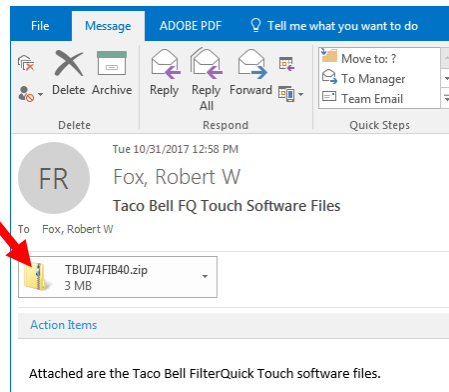 File Message ADOBE PDF Tell me what you want to do
Delete Archive Reply Reply All Forward
Move to: ?
To Manager
Team Email
Delete Respond Quick Steps
Tue 10/31/2017 12:58 PM
FR
Fox, Robert W
Taco Bell FQ Touch Software Files
To Fox, Robert W
TBUI74FIB40.zip
3 MB
Action Items
Attached are the Taco Bell FilterQuick Touch software files.